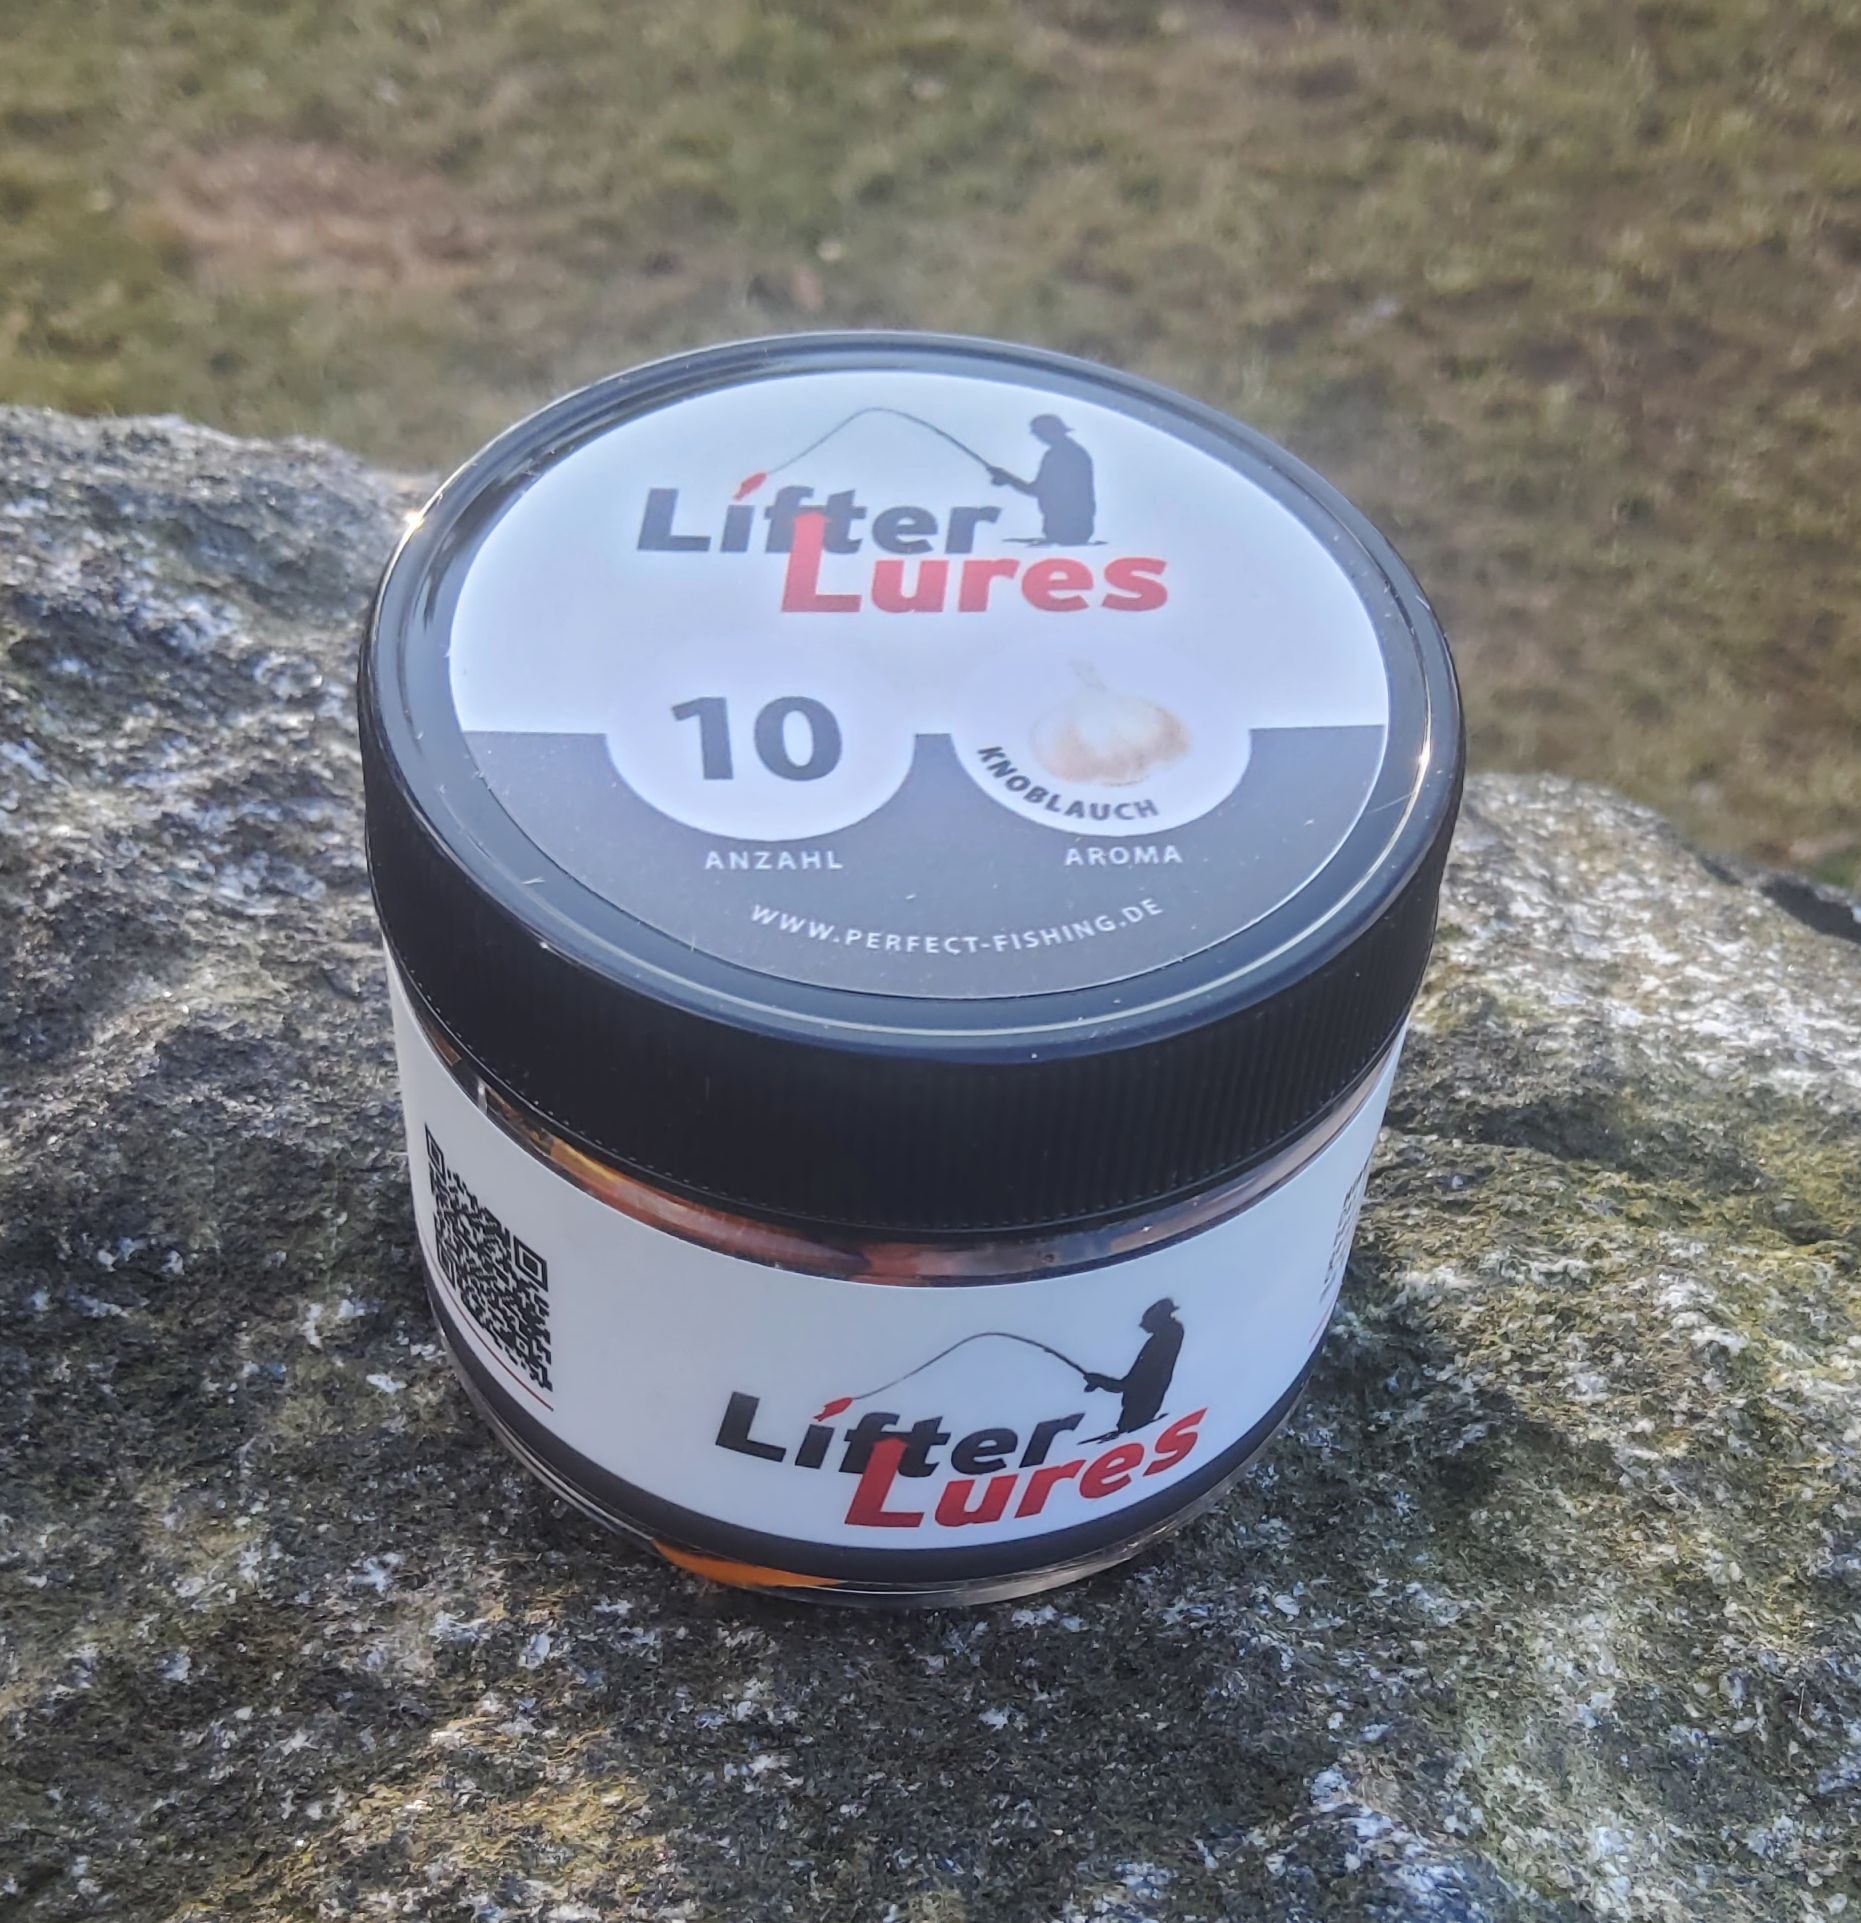 Lifter
Lures
10
KNOBLAUCH
ANZAHL
AROMA
WWW.PERFECT-FISHING.DE
Lifter
Lures